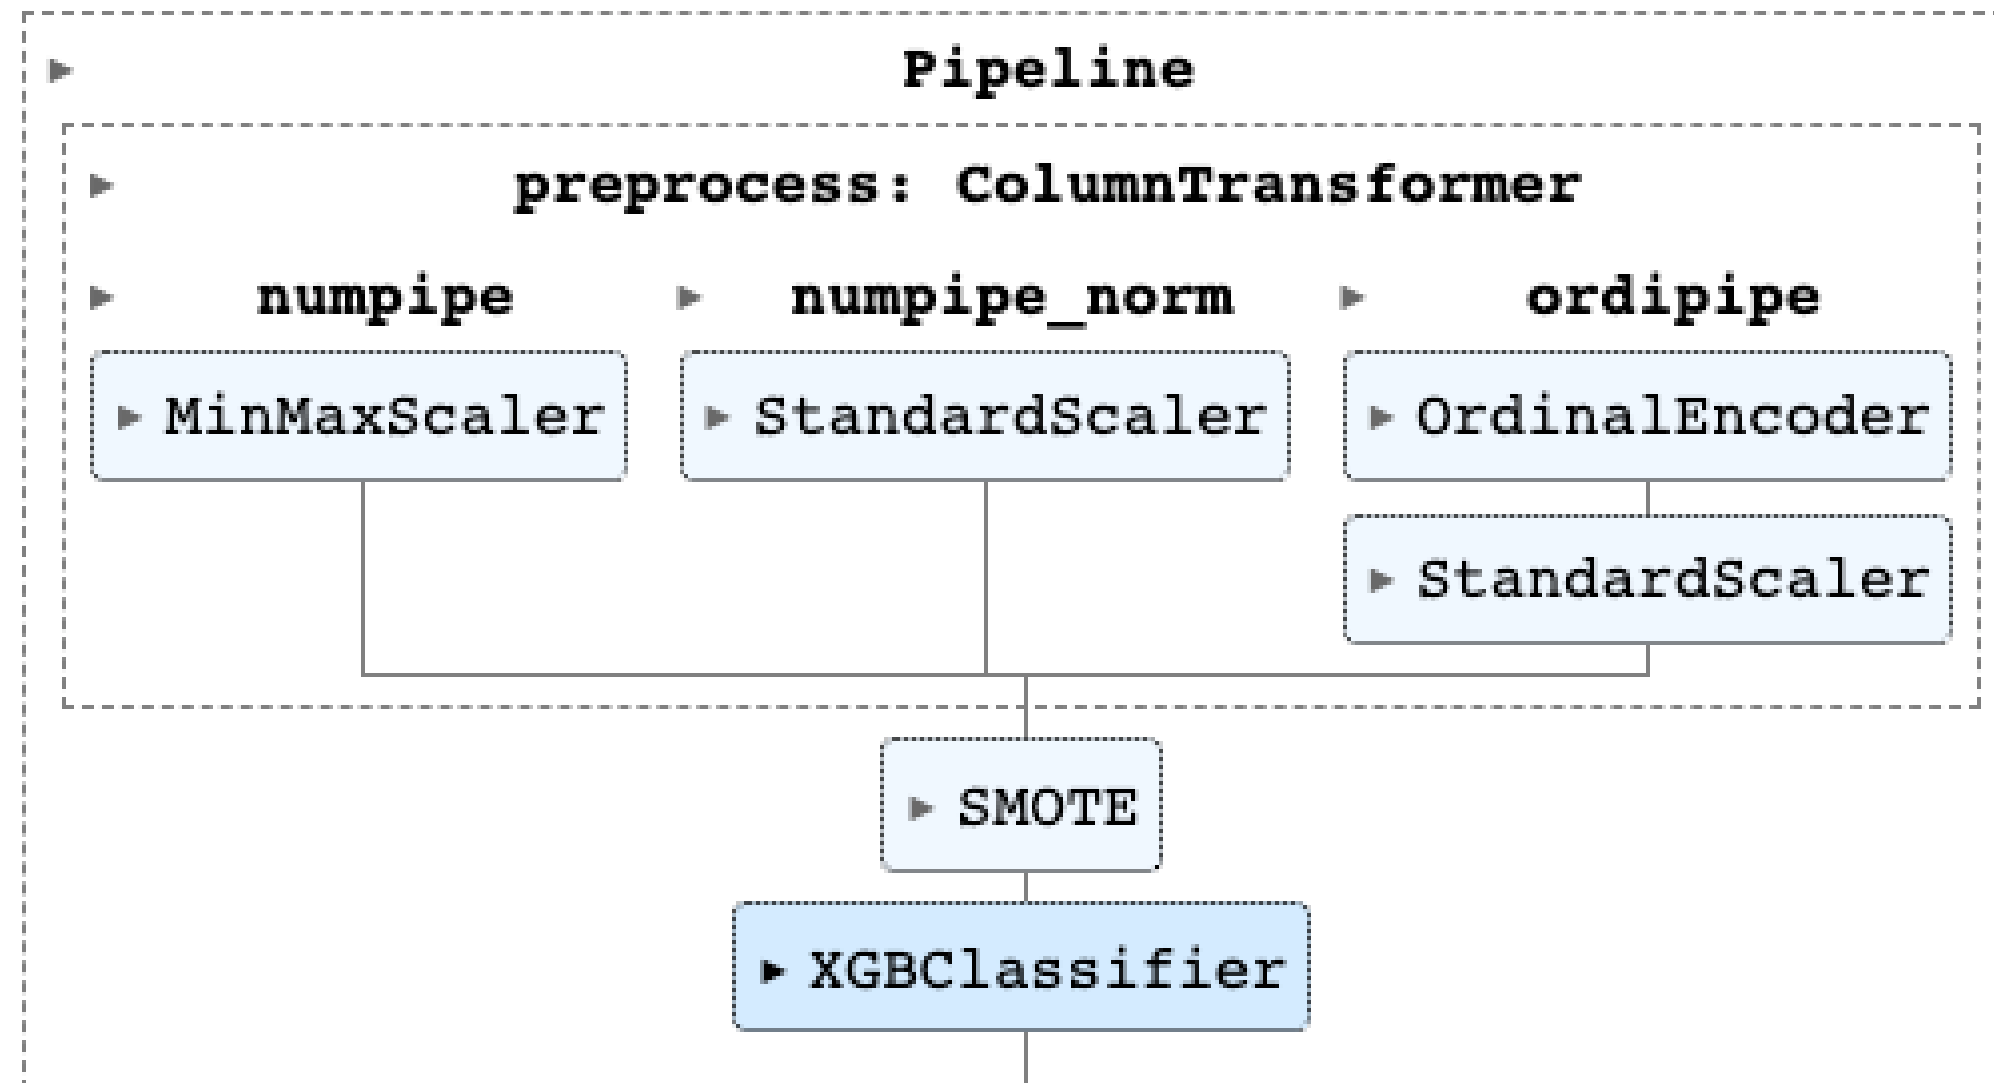 Pipeline
preprocess: ColumnTransformer
numpipe numpipe_norm ordipipe
MinMaxScaler StandardScaler OrdinalEncoder
StandardScaler
SMOTE
XGBClassifier